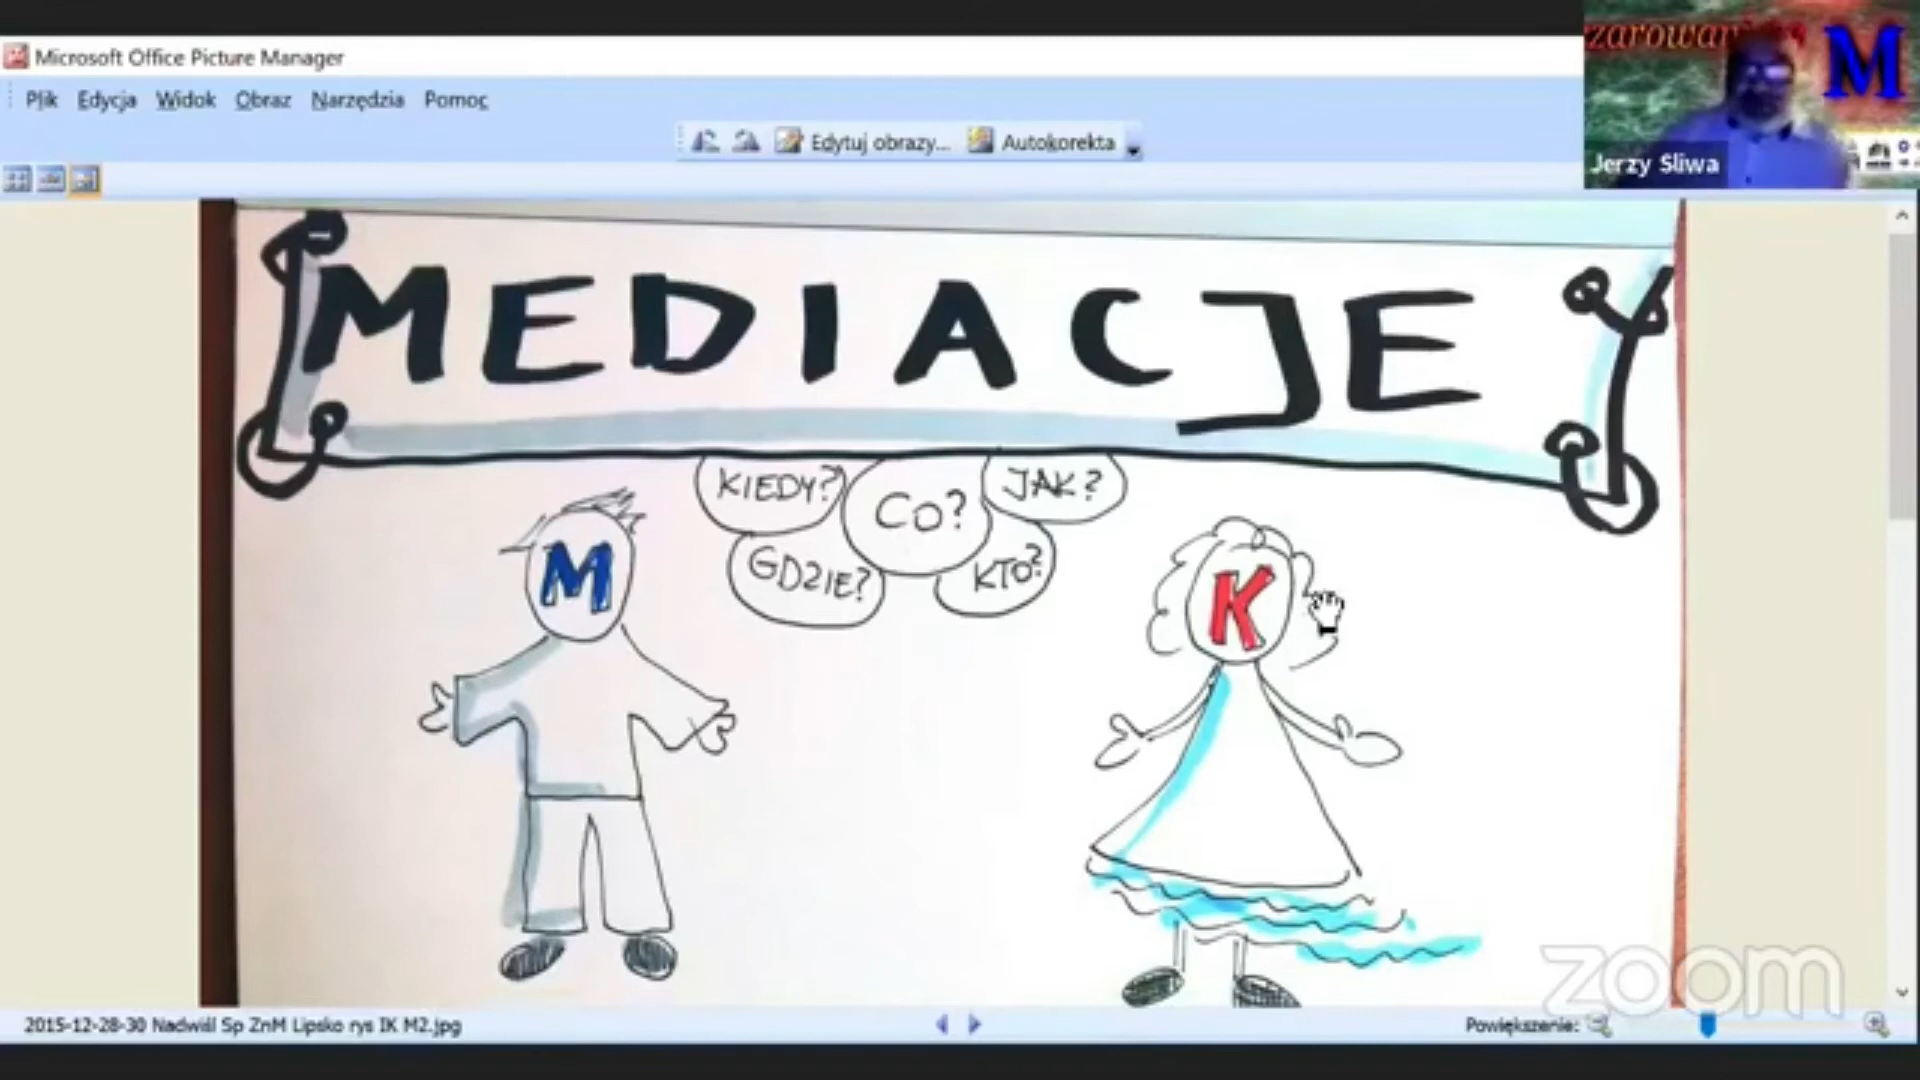 zarowa
M
Microsoft Office Picture Manager
Plik Edycja Widok Obraz Narzędzia Pomoc
Edytuj obrazy... Autokorekta
Jerzy Sliwa
MEDIACJE
KIEDY? CO? JAK?
GDZIE? KTO?
M
K
zoom
2015-12-28-30 Nadwiśl Sp ZnM Lipsko rys IK M2.jpg
Powiększenie: